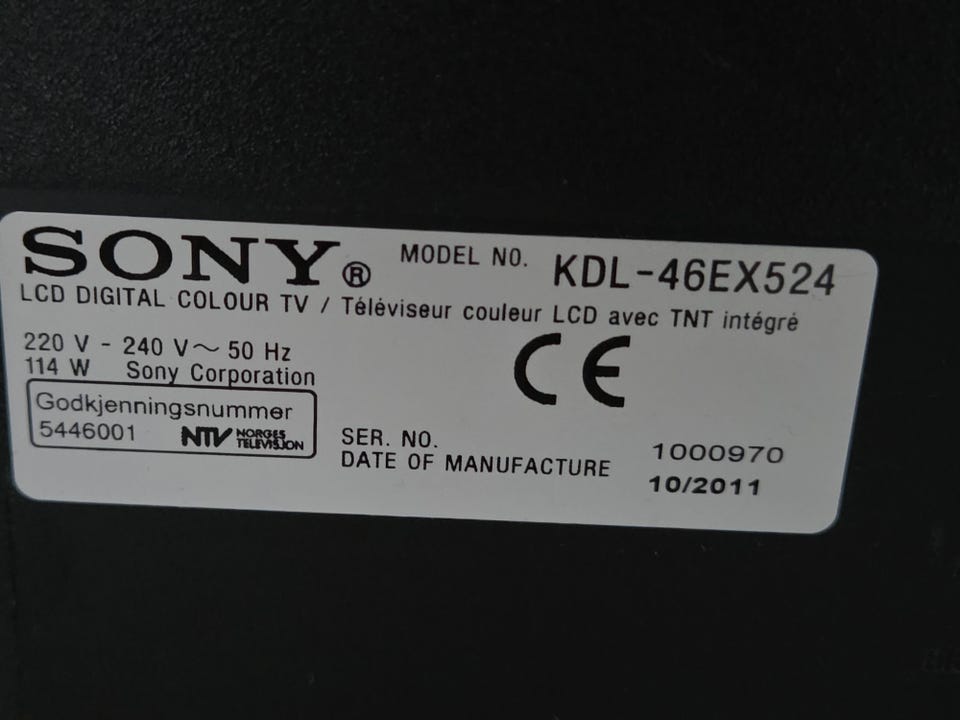 SONY® MODEL NO. KDL-46EX524
LCD DIGITAL COLOUR TV / Téléviseur couleur LCD avec TNT intégré
220 V - 240 V～ 50 Hz
114 W Sony Corporation
CE
Godkjenningsnummer
5446001 NTV NORGES TELEVISJON
SER. NO. 1000970
DATE OF MANUFACTURE 10/2011